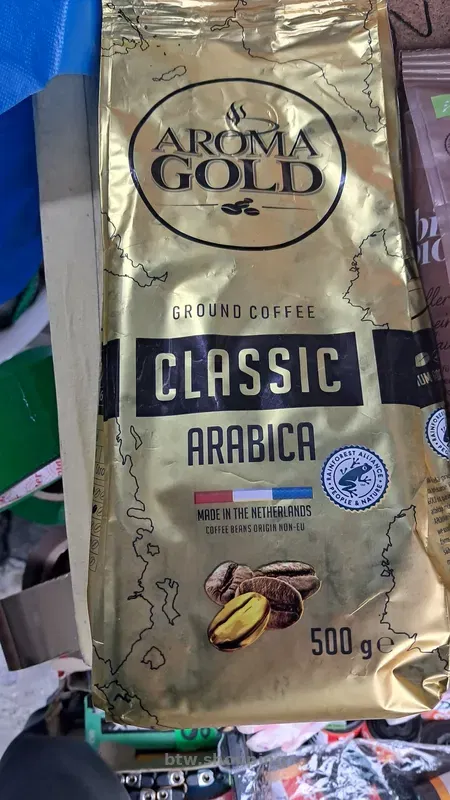 AROMA
GOLD
GROUND COFFEE
CLASSIC
ARABICA
RAINFOREST ALLIANCE
PEOPLE & NATURE
MADE IN THE NETHERLANDS
COFFEE BEANS ORIGIN NON-EU
500 g e